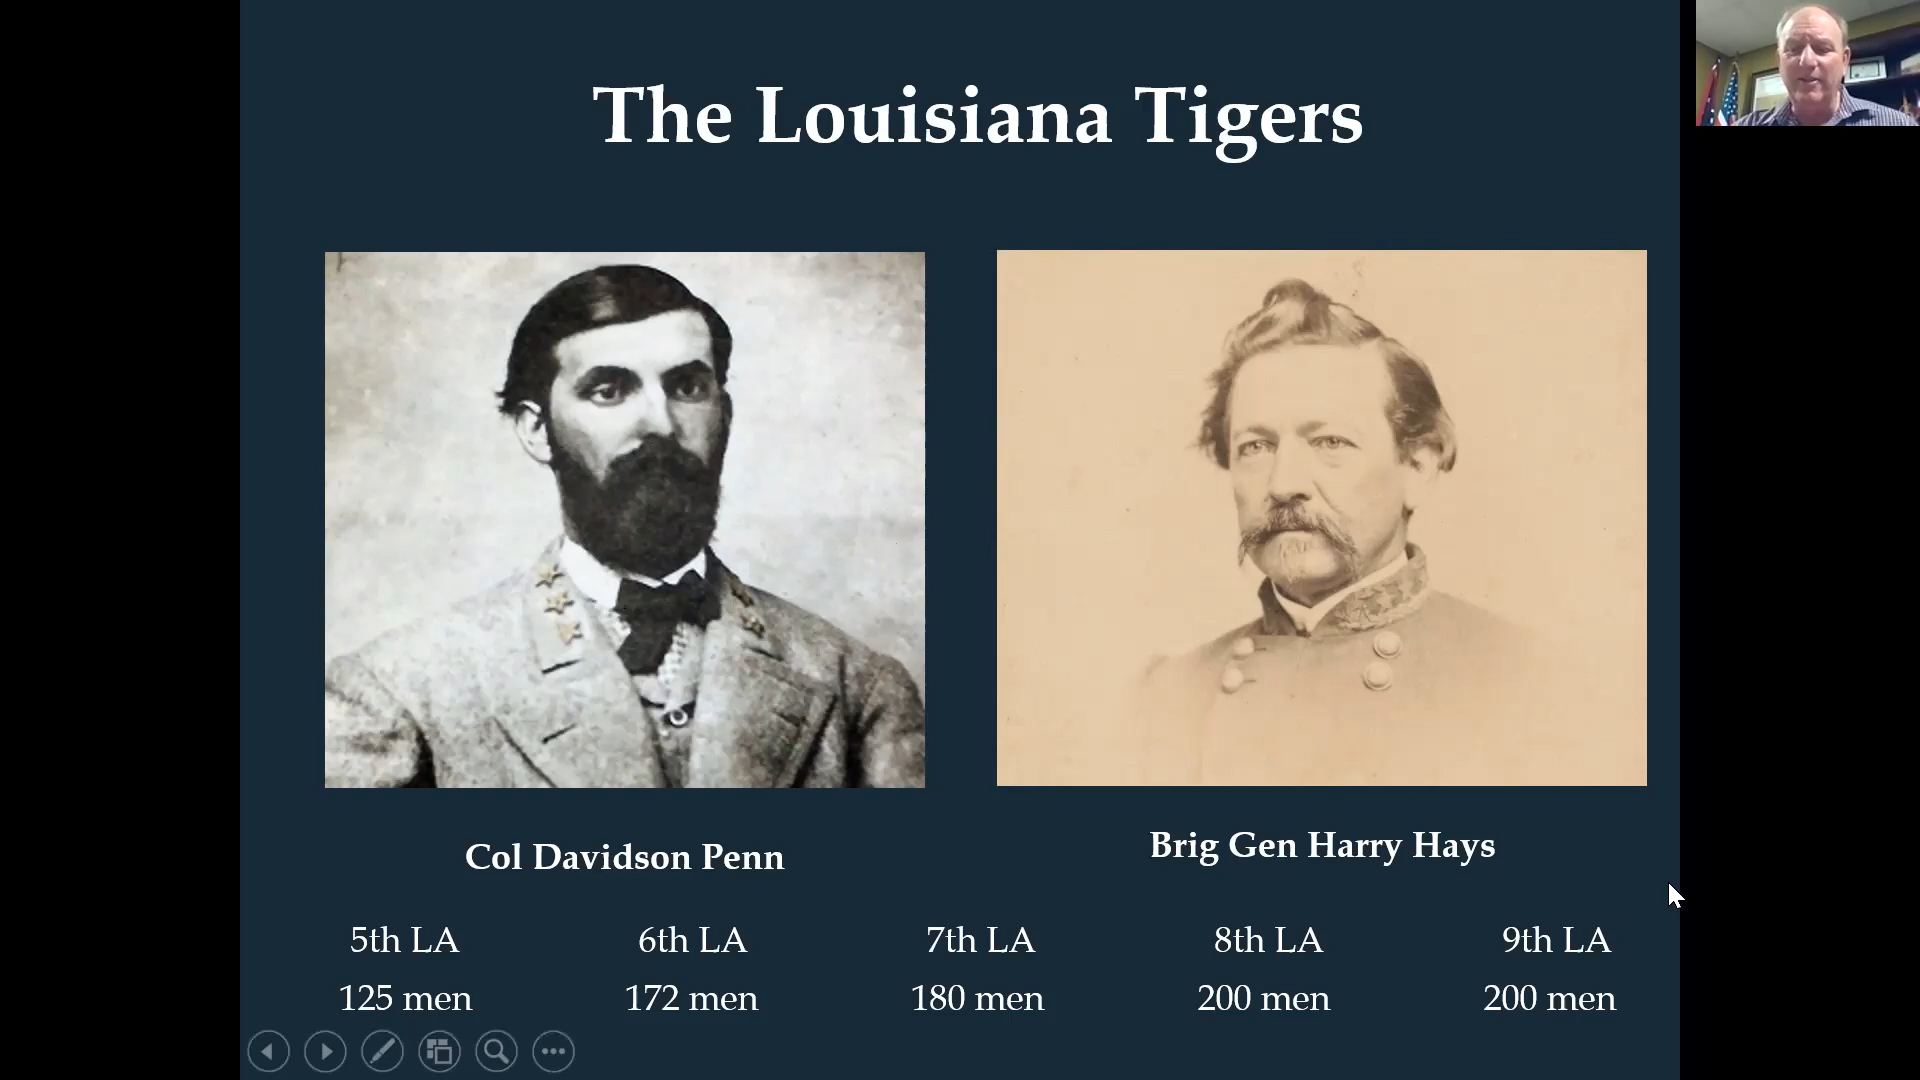 The Louisiana Tigers
Col Davidson Penn
Brig Gen Harry Hays
5th LA 6th LA 7th LA 8th LA 9th LA
125 men 172 men 180 men 200 men 200 men